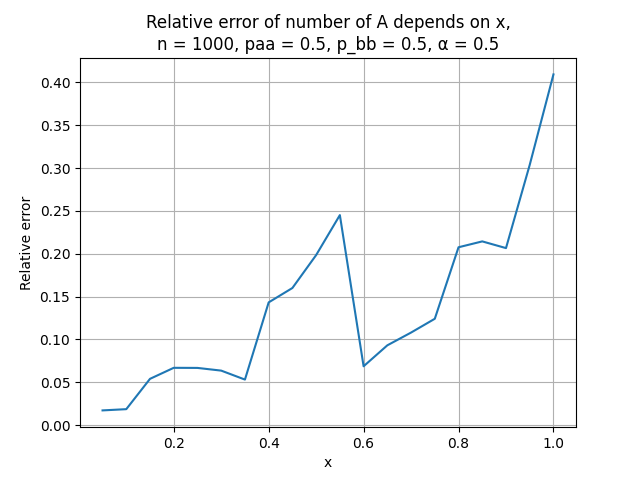 Relative error of number of A depends on x,
n = 1000, paa = 0.5, p_bb = 0.5, α = 0.5
0.40
0.35
0.30
0.25
0.20
0.15
0.10
0.05
0.00
Relative error
0.2 0.4 0.6 0.8 1.0
x